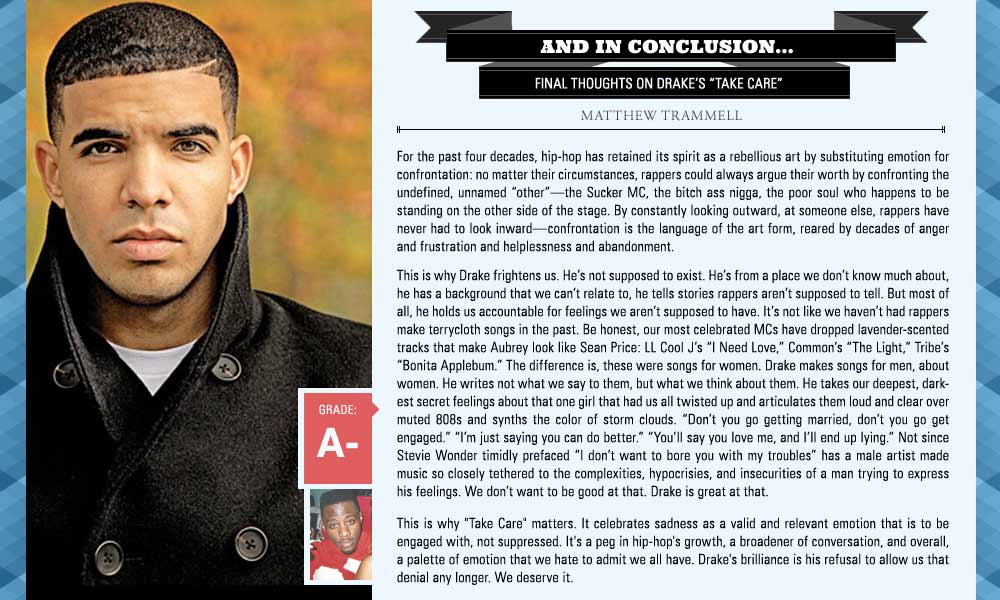 AND IN CONCLUSION...
FINAL THOUGHTS ON DRAKE'S "TAKE CARE"
MATTHEW TRAMMELL
For the past four decades, hip-hop has retained its spirit as a rebellious art by substituting emotion for
confrontation: no matter their circumstances, rappers could always argue their worth by confronting the
undefined, unnamed "other"—the Sucker MC, the bitch ass nigga, the poor soul who happens to be
standing on the other side of the stage. By constantly looking outward, at someone else, rappers have
never had to look inward—confrontation is the language of the art form, reared by decades of anger
and frustration and helplessness and abandonment.
This is why Drake frightens us. He's not supposed to exist. He's from a place we don't know much about,
he has a background that we can't relate to, he tells stories rappers aren't supposed to tell. But most of
all, he holds us accountable for feelings we aren't supposed to have. It's not like we haven't had rappers
make terrycloth songs in the past. Be honest, our most celebrated MCs have dropped lavender-scented
tracks that make Aubrey look like Sean Price: LL Cool J's "I Need Love," Common's "The Light," Tribe's
"Bonita Applebum." The difference is, these were songs for women. Drake makes songs for men, about
women. He writes not what we say to them, but what we think about them. He takes our deepest, dark-
est secret feelings about that one girl that had us all twisted up and articulates them loud and clear over
muted 808s and synths the color of storm clouds. "Don't you go getting married, don't you go get
engaged." "I'm just saying you can do better." "You'll say you love me, and I'll end up lying." Not since
Stevie Wonder timidly prefaced "I don't want to bore you with my troubles" has a male artist made
music so closely tethered to the complexities, hypocrisies, and insecurities of a man trying to express
his feelings. We don't want to be good at that. Drake is great at that.
This is why "Take Care" matters. It celebrates sadness as a valid and relevant emotion that is to be
engaged with, not suppressed. It's a peg in hip-hop's growth, a broadener of conversation, and overall,
a palette of emotion that we hate to admit we all have. Drake's brilliance is his refusal to allow us that
denial any longer. We deserve it.
GRADE:
A-